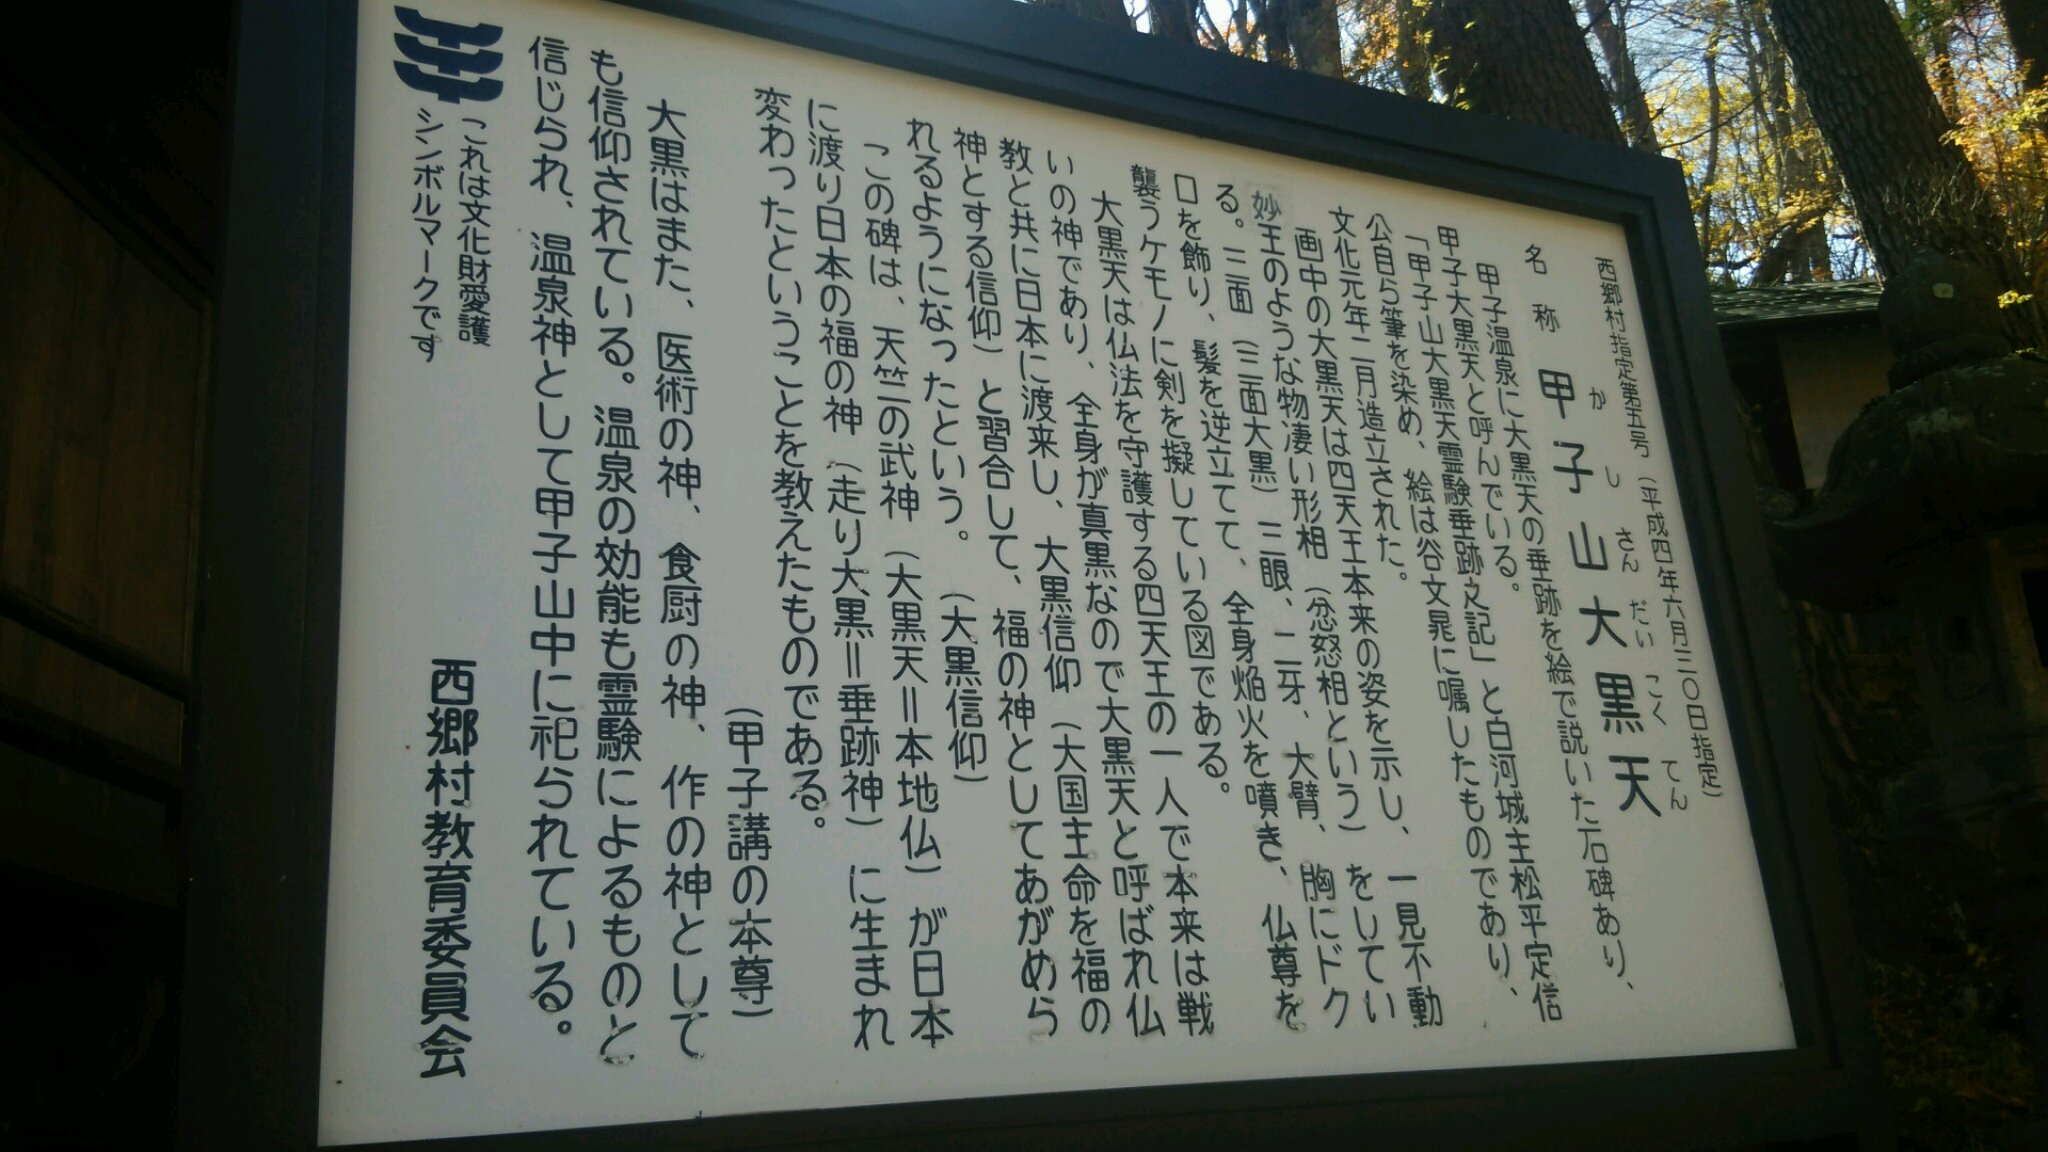 西郷村指定第五号（平成四年六月三〇日指定）
かしさんだいこくてん
名称 甲子山大黒天
甲子温泉に大黒天の垂跡を絵で説いた石碑あり、
甲子大黒天と呼んでいる。
「甲子山大黒天霊験垂跡之記」と白河城主松平定信
公自ら筆を染め、絵は谷文晁に嘱したものであり、
文化元年二月造立された。
画中の大黒天は四天王本来の姿を示し、一見不動
妙王のような物凄い形相（忿怒相という）をしてい
る。三面（三面大黒）三眼、二牙、大臂、胸にドク
口を飾り、髪を逆立てて、全身焔火を噴き、仏尊を
襲うケモノに剣を擬している図である。
大黒天は仏法を守護する四天王の一人で本来は戦
いの神であり、全身が真黒なので大黒天と呼ばれ仏
教と共に日本に渡来し、大黒信仰（大国主命を福の
神とする信仰）と習合して、福の神としてあがめら
れるようになったという。（大黒信仰）
この碑は、天竺の武神（大黒天＝本地仏）が日本
に渡り日本の福の神（走り大黒＝垂跡神）に生まれ
変わったということを教えたものである。
（甲子講の本尊）
大黒はまた、医術の神、食厨の神、作の神として
も信仰されている。温泉の効能も霊験によるものと
信じられ、温泉神として甲子山中に祀られている。
これは文化財愛護
シンボルマークです
西郷村教育委員会